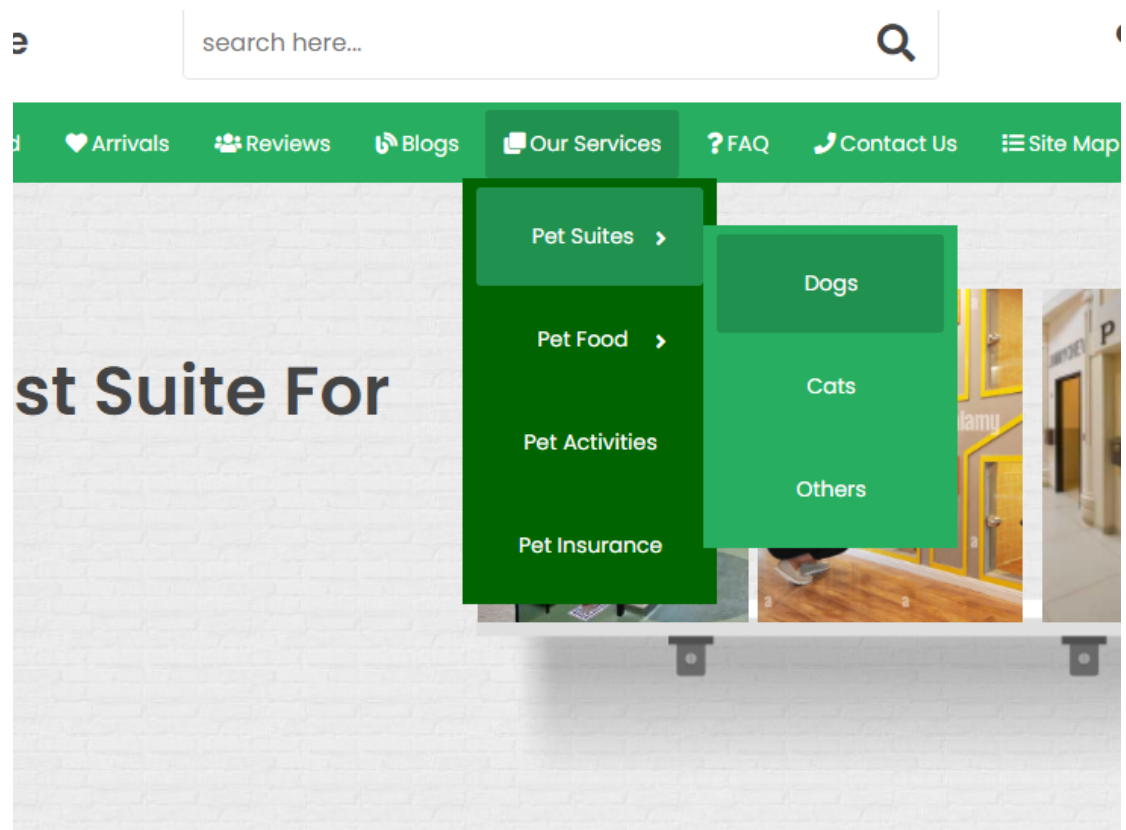 e
search here...
d
Arrivals
Reviews
Blogs
Our Services
? FAQ
Contact Us
Site Map
Pet Suites
Dogs
Pet Food
st Suite For
Cats
Pet Activities
Others
Pet Insurance
P
alamy
a
a
a